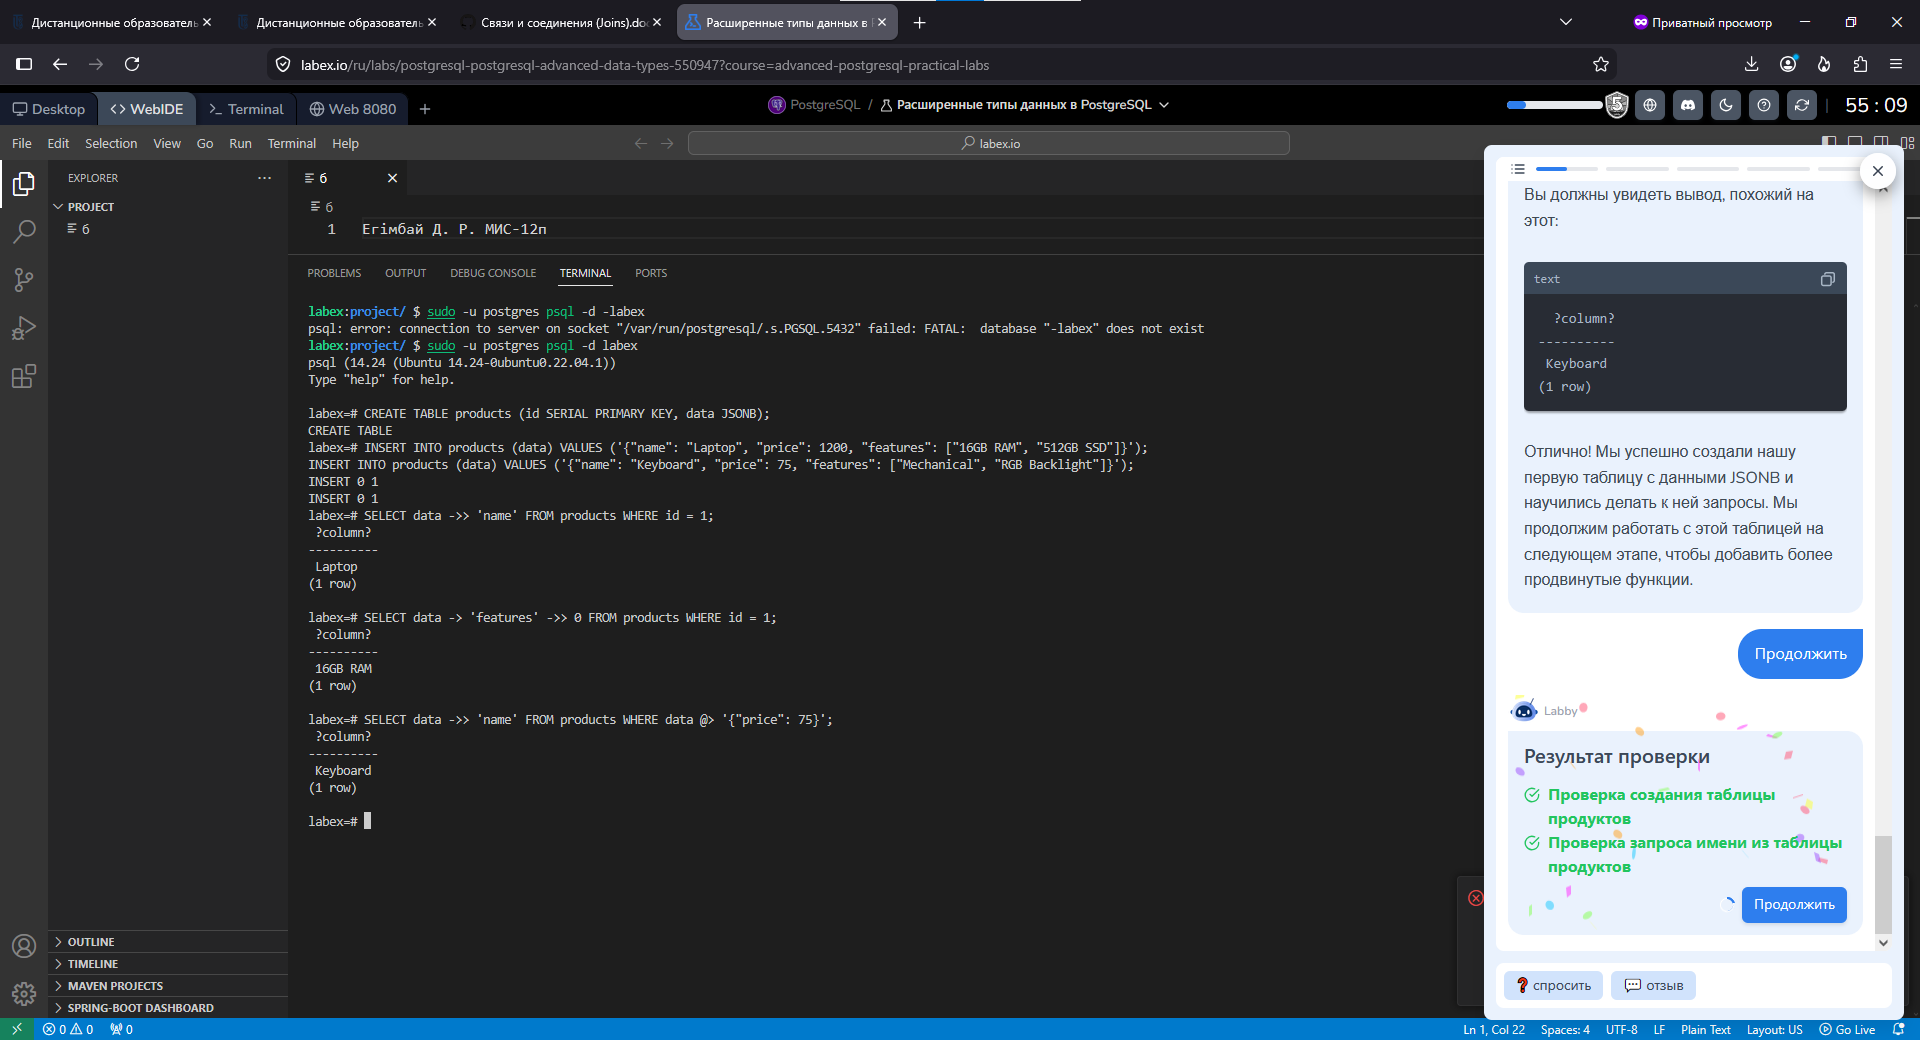 Дистанционные образователь
Дистанционные образователь
Связи и соединения (Joins).do
Расширенные типы данных в
Приватный просмотр
labex.io/ru/labs/postgresql-postgresql-advanced-data-types-550947?course=advanced-postgresql-practical-labs
Desktop
WebIDE
Terminal
Web 8080
PostgreSQL / Расширенные типы данных в PostgreSQL
5
55 : 09
File Edit Selection View Go Run Terminal Help
labex.io
EXPLORER
PROJECT
б
б
б
1 Егімбай Д. Р. МИС-12п
PROBLEMS OUTPUT DEBUG CONSOLE TERMINAL PORTS
labex:project/ $ sudo -u postgres psql -d -labex
psql: error: connection to server on socket "/var/run/postgresql/.s.PGSQL.5432" failed: FATAL:  database "-labex" does not exist
labex:project/ $ sudo -u postgres psql -d labex
psql (14.24 (Ubuntu 14.24-0ubuntu0.22.04.1))
Type "help" for help.
labex=# CREATE TABLE products (id SERIAL PRIMARY KEY, data JSONB);
CREATE TABLE
labex=# INSERT INTO products (data) VALUES ('{"name": "Laptop", "price": 1200, "features": ["16GB RAM", "512GB SSD"]}');
INSERT INTO products (data) VALUES ('{"name": "Keyboard", "price": 75, "features": ["Mechanical", "RGB Backlight"]}');
INSERT 0 1
INSERT 0 1
labex=# SELECT data ->> 'name' FROM products WHERE id = 1;
?column?
----------
Laptop
(1 row)
labex=# SELECT data -> 'features' ->> 0 FROM products WHERE id = 1;
?column?
----------
16GB RAM
(1 row)
labex=# SELECT data ->> 'name' FROM products WHERE data @> '{"price": 75}';
?column?
----------
Keyboard
(1 row)
labex=#
OUTLINE
TIMELINE
MAVEN PROJECTS
SPRING-BOOT DASHBOARD
Вы должны увидеть вывод, похожий на
этот:
text
?column?
----------
Keyboard
(1 row)
Отлично! Мы успешно создали нашу
первую таблицу с данными JSONB и
научились делать к ней запросы. Мы
продолжим работать с этой таблицей на
следующем этапе, чтобы добавить более
продвинутые функции.
Продолжить
Labby
Результат проверки
Проверка создания таблицы
продуктов
Проверка запроса имени из таблицы
продуктов
Продолжить
спросить
отзыв
0 0 0
Ln 1, Col 22 Spaces: 4 UTF-8 LF Plain Text Layout: US Go Live